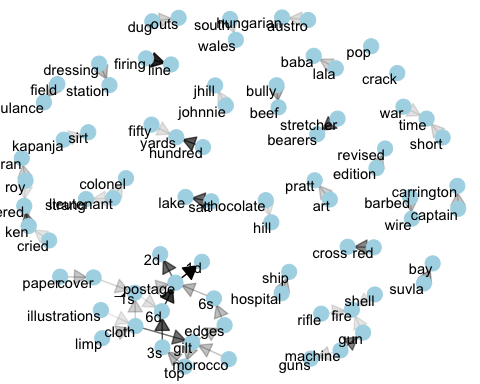 dug outs
south hungarian austro
wales
firing line
dressing
station
field
ulance
baba
lala
pop
crack
jhill
johnnie
bully
beef
stretcher
bearers
war
time
short
kapanja sirt
fifty
yards
hundred
revised
edition
ran
roy
colonel
lieutenant
ered
ken
cried
lake salt chocolate
hill
pratt
art
carrington
barbed captain
wire
cross red
bay
suvla
ship
hospital
2d
paper cover
postage
6s
1s
illustrations
6d
cloth
limp
edges
3s
gilt
top
morocco
shell
rifle fire
gun
machine
guns